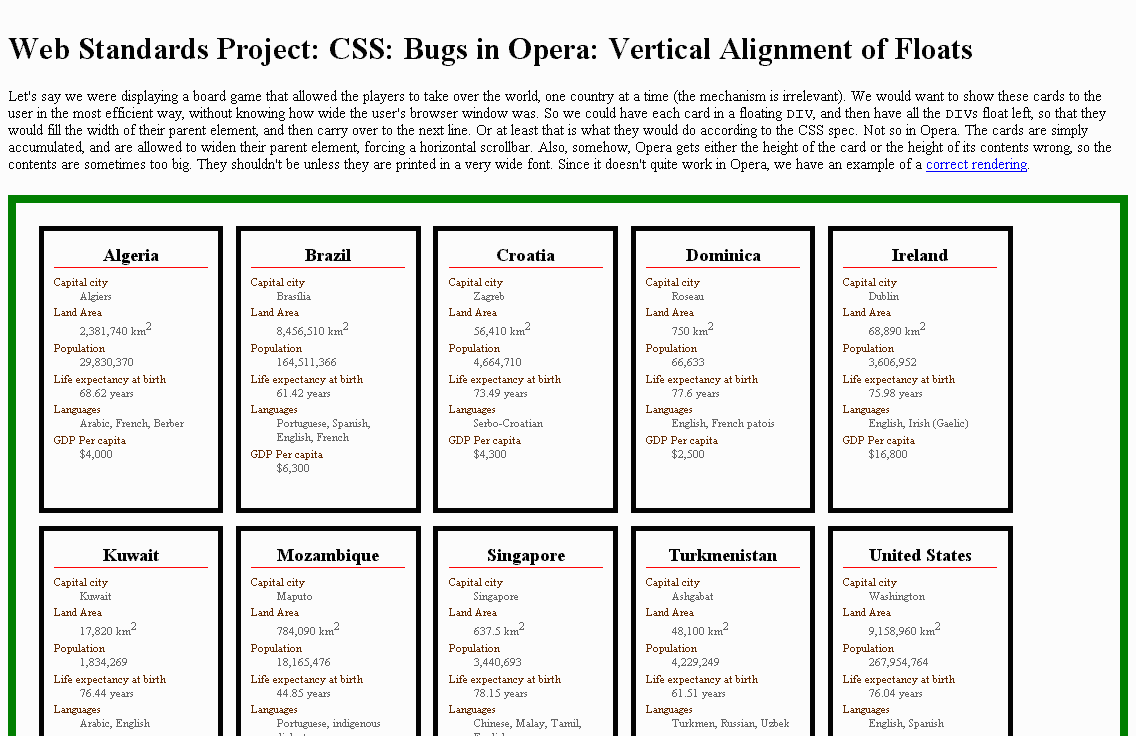 Web Standards Project: CSS: Bugs in Opera: Vertical Alignment of Floats
Let's say we were displaying a board game that allowed the players to take over the world, one country at a time (the mechanism is irrelevant). We would want to show these cards to the
user in the most efficient way, without knowing how wide the user's browser window was. So we could have each card in a floating DIV, and then have all the DIVs float left, so that they
would fill the width of their parent element, and then carry over to the next line. Or at least that is what they would do according to the CSS spec. Not so in Opera. The cards are simply
accumulated, and are allowed to widen their parent element, forcing a horizontal scrollbar. Also, somehow, Opera gets either the height of the card or the height of its contents wrong, so the
contents are sometimes too big. They shouldn't be unless they are printed in a very wide font. Since it doesn't quite work in Opera, we have an example of a correct rendering.
Algeria
Capital city
Algiers
Land Area
2,381,740 km2
Population
29,830,370
Life expectancy at birth
68.62 years
Languages
Arabic, French, Berber
GDP Per capita
$4,000
Brazil
Capital city
Brasília
Land Area
8,456,510 km2
Population
164,511,366
Life expectancy at birth
61.42 years
Languages
Portuguese, Spanish,
English, French
GDP Per capita
$6,300
Croatia
Capital city
Zagreb
Land Area
56,410 km2
Population
4,664,710
Life expectancy at birth
73.49 years
Languages
Serbo-Croatian
GDP Per capita
$4,300
Dominica
Capital city
Roseau
Land Area
750 km2
Population
66,633
Life expectancy at birth
77.6 years
Languages
English, French patois
GDP Per capita
$2,500
Ireland
Capital city
Dublin
Land Area
68,890 km2
Population
3,606,952
Life expectancy at birth
75.98 years
Languages
English, Irish (Gaelic)
GDP Per capita
$16,800
Kuwait
Capital city
Kuwait
Land Area
17,820 km2
Population
1,834,269
Life expectancy at birth
76.44 years
Languages
Arabic, English
Mozambique
Capital city
Maputo
Land Area
784,090 km2
Population
18,165,476
Life expectancy at birth
44.85 years
Languages
Portuguese, indigenous
Singapore
Capital city
Singapore
Land Area
637.5 km2
Population
3,440,693
Life expectancy at birth
78.15 years
Languages
Chinese, Malay, Tamil,
Turkmenistan
Capital city
Ashgabat
Land Area
48,100 km2
Population
4,229,249
Life expectancy at birth
61.51 years
Languages
Turkmen, Russian, Uzbek
United States
Capital city
Washington
Land Area
9,158,960 km2
Population
267,954,764
Life expectancy at birth
76.04 years
Languages
English, Spanish